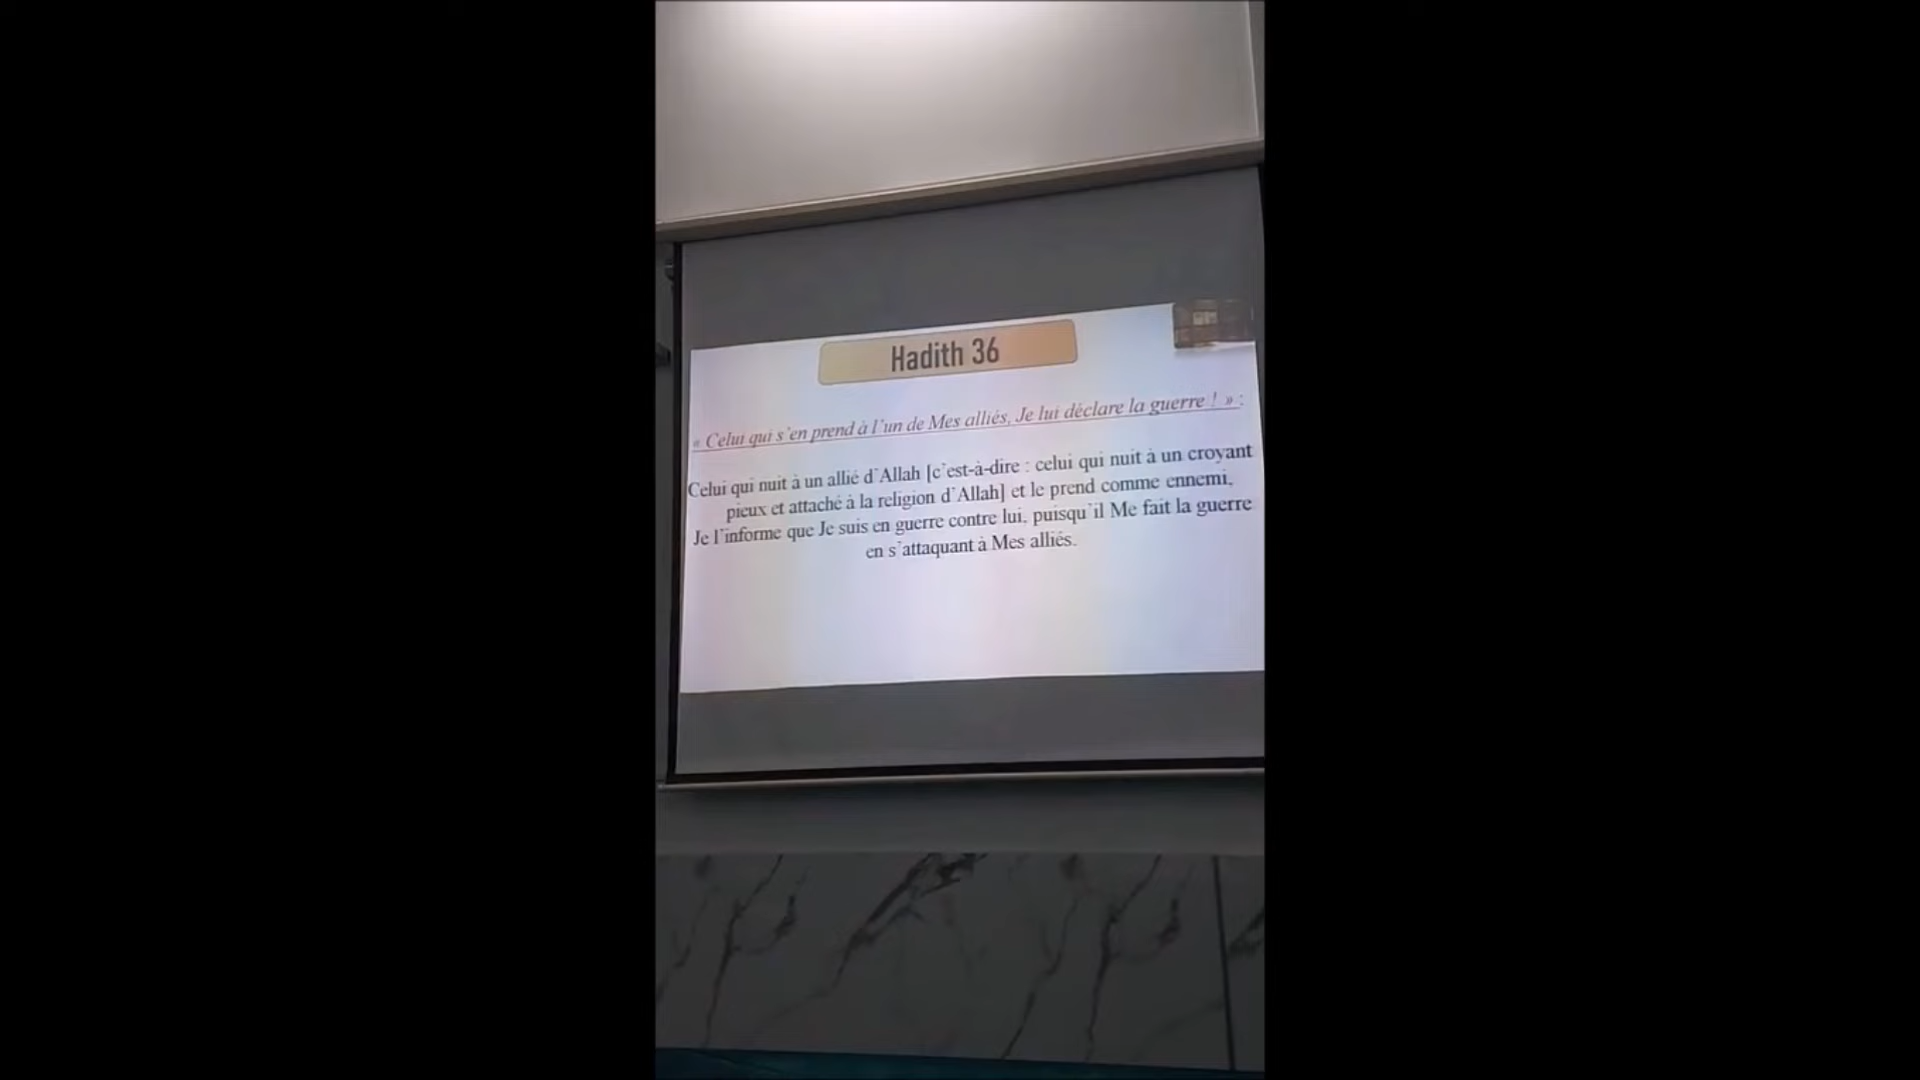 Hadith 36
« Celui qui s'en prend à l'un de Mes alliés, Je lui déclare la guerre ! » :
Celui qui nuit à un allié d'Allah [c'est-à-dire : celui qui nuit à un croyant
pieux et attaché à la religion d'Allah] et le prend comme ennemi,
Je l'informe que Je suis en guerre contre lui, puisqu'il Me fait la guerre
en s'attaquant à Mes alliés.